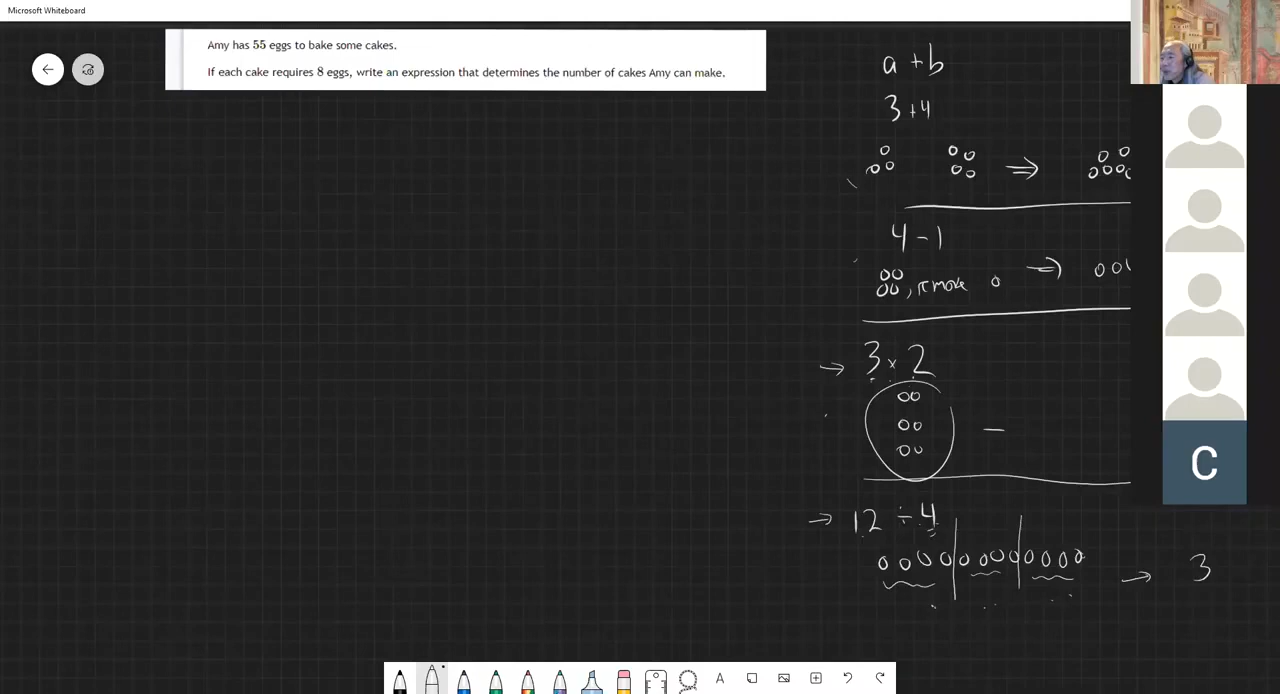 Microsoft Whiteboard
Amy has 55 eggs to bake some cakes.
If each cake requires 8 eggs, write an expression that determines the number of cakes Amy can make.
a + b
3 + 4
⇒
4 - 1
, remove →
→ 3 × 2
→ 12 ÷ 4
→ 3
C
A